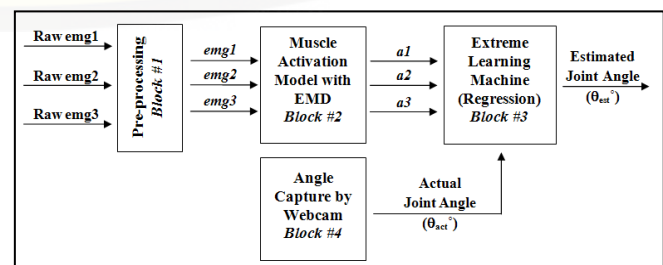 Raw emg1
Raw emg2
Raw emg3
Pre-processing
Block #1
emg1
emg2
emg3
Muscle
Activation
Model with
EMD
Block #2
a1
a2
a3
Extreme
Learning
Machine
(Regression)
Block #3
Estimated
Joint Angle
(θest°)
Angle
Capture by
Webcam
Block #4
Actual
Joint Angle
(θact°)